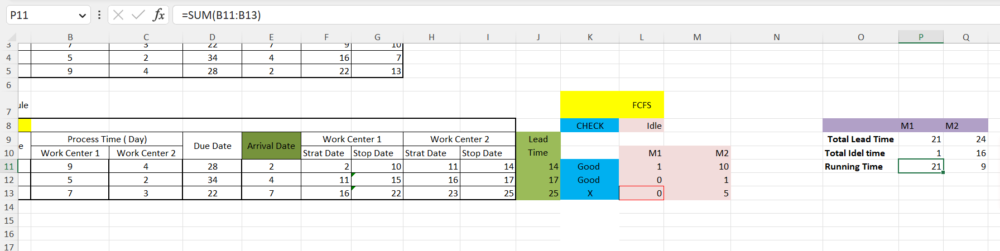 P11 =SUM(B11:B13)
B C D E F G H I J K L M N O P Q
3 7 3 22 7 9 10
4 5 2 34 4 16 7
5 9 4 28 2 22 13
6
7 ule FCFS
8 CHECK Idle M1 M2
9 e Process Time ( Day) Due Date Arrival Date Work Center 1 Work Center 2 Lead Total Lead Time 21 24
10 Work Center 1 Work Center 2 Strat Date Stop Date Strat Date Stop Date Time M1 M2 Total Idel time 1 16
11 9 4 28 2 2 10 11 14 14 Good 1 10 Running Time 21 9
12 5 2 34 4 11 15 16 17 17 Good 0 1
13 7 3 22 7 16 22 23 25 25 X 0 5
14
15
16
17